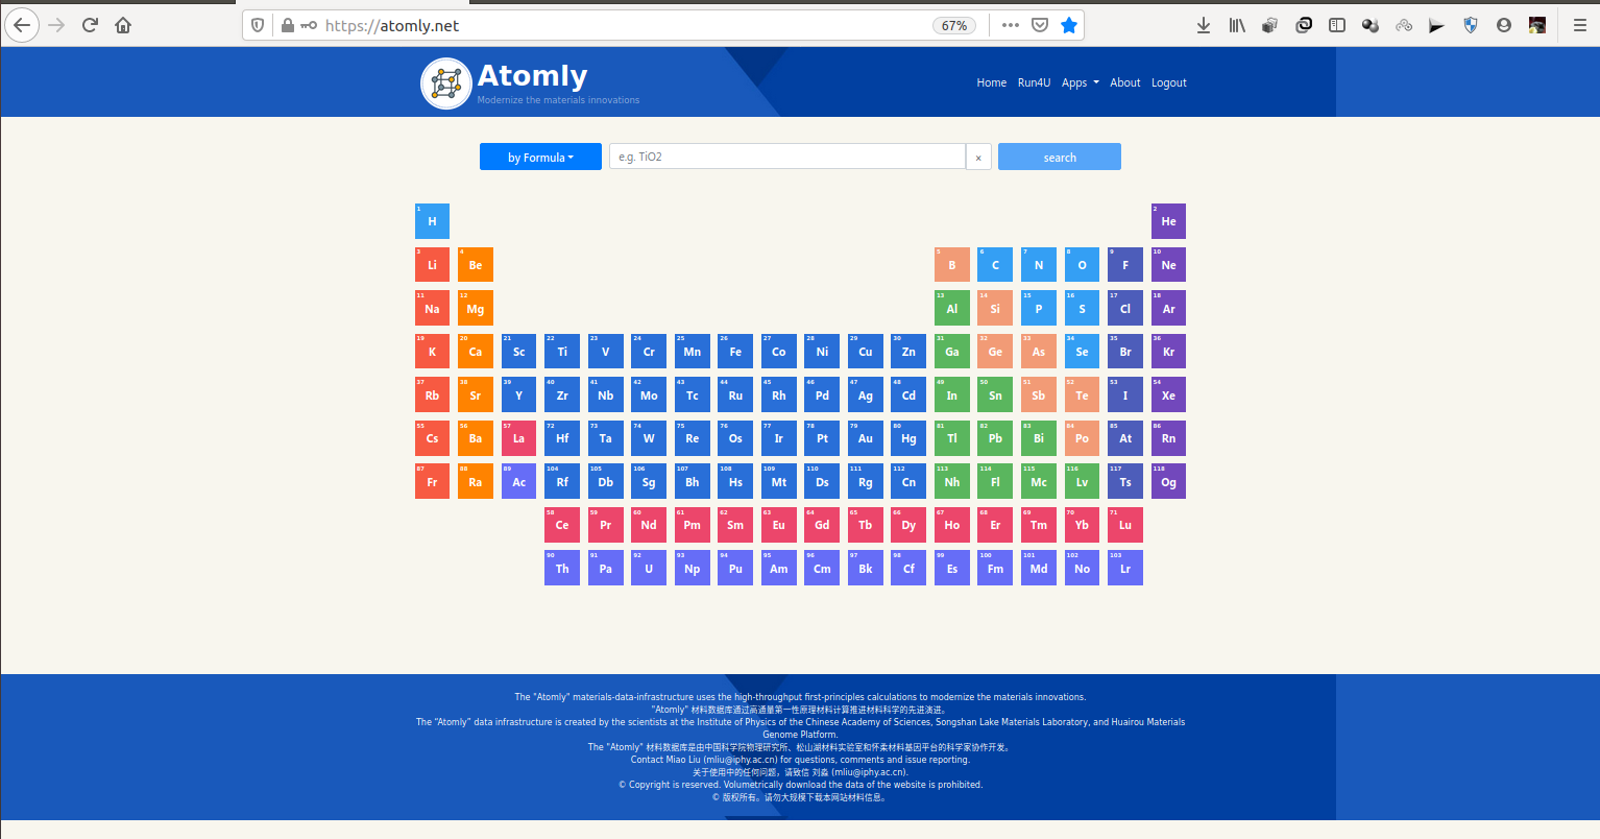 https://atomly.net
67%
Atomly
Modernize the materials innovations
Home Run4U Apps About Logout
by Formula
e.g. TiO2
×
search
1 H 2 He
3 Li 4 Be 5 B 6 C 7 N 8 O 9 F 10 Ne
11 Na 12 Mg 13 Al 14 Si 15 P 16 S 17 Cl 18 Ar
19 K 20 Ca 21 Sc 22 Ti 23 V 24 Cr 25 Mn 26 Fe 27 Co 28 Ni 29 Cu 30 Zn 31 Ga 32 Ge 33 As 34 Se 35 Br 36 Kr
37 Rb 38 Sr 39 Y 40 Zr 41 Nb 42 Mo 43 Tc 44 Ru 45 Rh 46 Pd 47 Ag 48 Cd 49 In 50 Sn 51 Sb 52 Te 53 I 54 Xe
55 Cs 56 Ba 57 La 72 Hf 73 Ta 74 W 75 Re 76 Os 77 Ir 78 Pt 79 Au 80 Hg 81 Tl 82 Pb 83 Bi 84 Po 85 At 86 Rn
87 Fr 88 Ra 89 Ac 104 Rf 105 Db 106 Sg 107 Bh 108 Hs 109 Mt 110 Ds 111 Rg 112 Cn 113 Nh 114 Fl 115 Mc 116 Lv 117 Ts 118 Og
58 Ce 59 Pr 60 Nd 61 Pm 62 Sm 63 Eu 64 Gd 65 Tb 66 Dy 67 Ho 68 Er 69 Tm 70 Yb 71 Lu
90 Th 91 Pa 92 U 93 Np 94 Pu 95 Am 96 Cm 97 Bk 98 Cf 99 Es 100 Fm 101 Md 102 No 103 Lr
The "Atomly" materials-data-infrastructure uses the high-throughput first-principles calculations to modernize the materials innovations.
"Atomly" 材料数据库通过高通量第一性原理材料计算推进材料科学的先进演进。
The “Atomly” data infrastructure is created by the scientists at the Institute of Physics of the Chinese Academy of Sciences, Songshan Lake Materials Laboratory, and Huairou Materials
Genome Platform.
The "Atomly" 材料数据库是由中国科学院物理研究所、松山湖材料实验室和怀柔材料基因平台的科学家协作开发。
Contact Miao Liu (mliu@iphy.ac.cn) for questions, comments and issue reporting.
关于使用中的任何问题，请致信 刘淼 (mliu@iphy.ac.cn).
© Copyright is reserved. Volumetrically download the data of the website is prohibited.
© 版权所有。请勿大规模下载本网站材料信息。